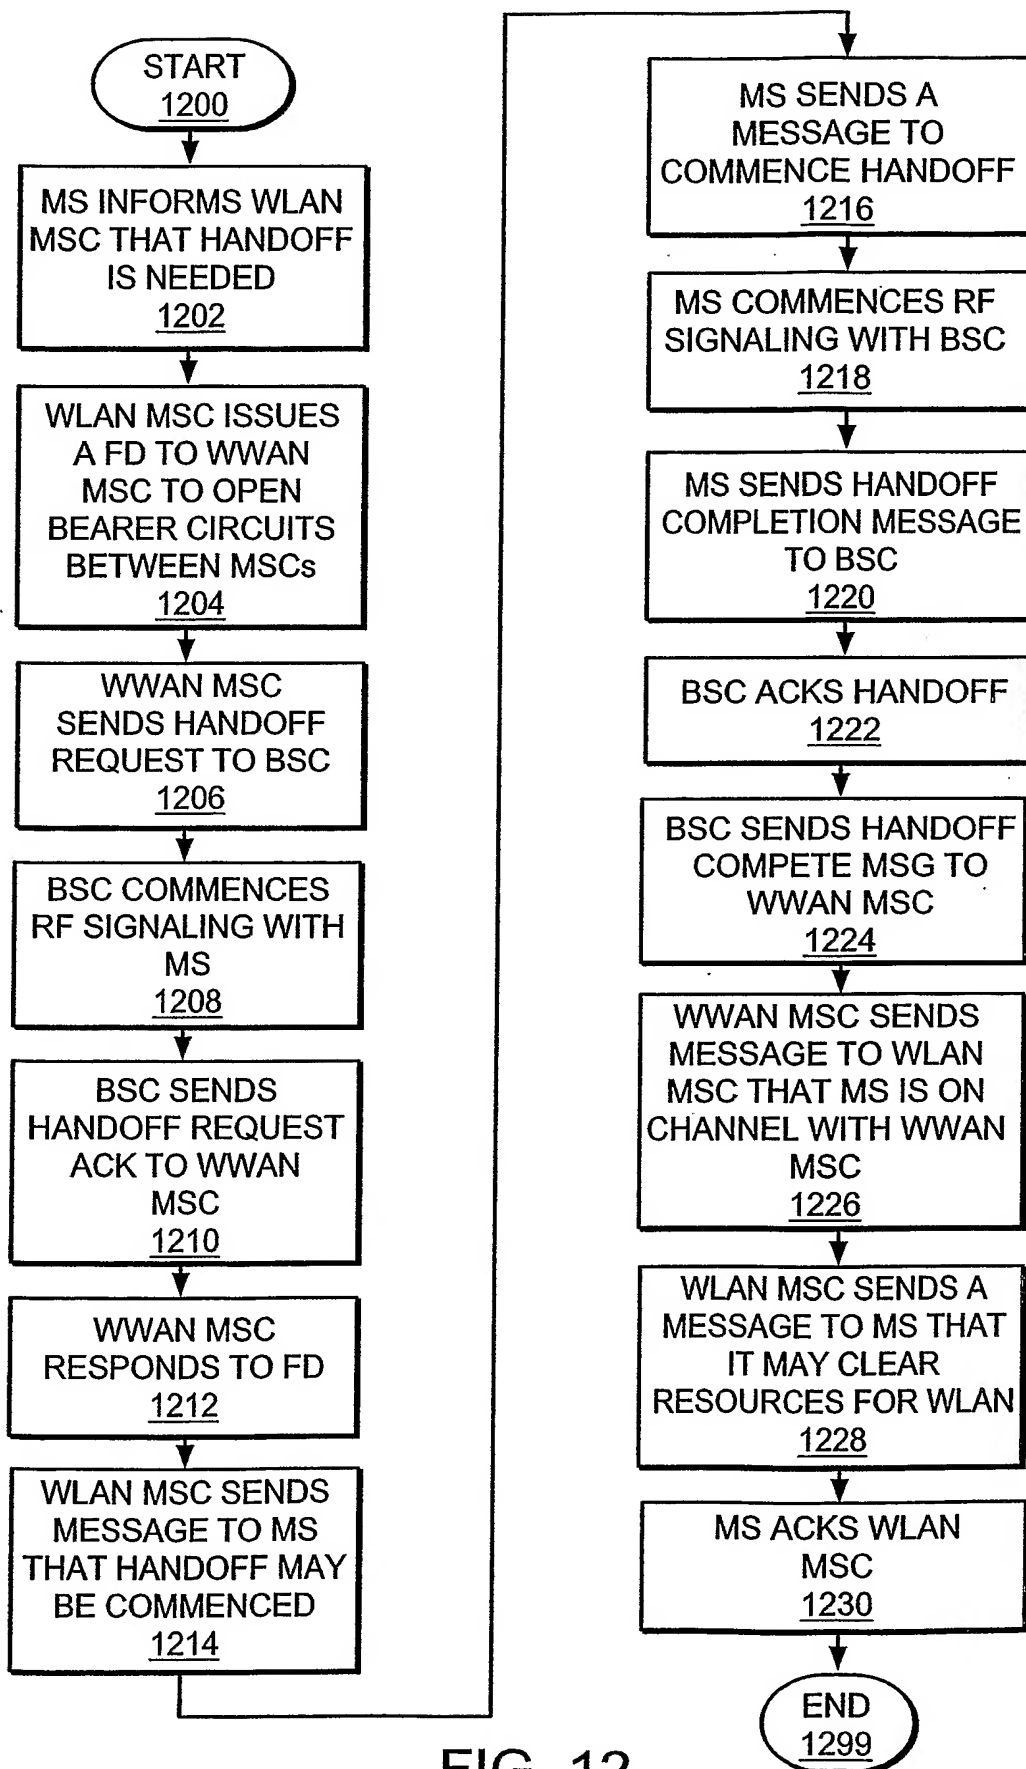 START
1200
MS INFORMS WLAN
MSC THAT HANDOFF
IS NEEDED
1202
WLAN MSC ISSUES
A FD TO WWAN
MSC TO OPEN
BEARER CIRCUITS
BETWEEN MSCs
1204
WWAN MSC
SENDS HANDOFF
REQUEST TO BSC
1206
BSC COMMENCES
RF SIGNALING WITH
MS
1208
BSC SENDS
HANDOFF REQUEST
ACK TO WWAN
MSC
1210
WWAN MSC
RESPONDS TO FD
1212
WLAN MSC SENDS
MESSAGE TO MS
THAT HANDOFF MAY
BE COMMENCED
1214
MS SENDS A
MESSAGE TO
COMMENCE HANDOFF
1216
MS COMMENCES RF
SIGNALING WITH BSC
1218
MS SENDS HANDOFF
COMPLETION MESSAGE
TO BSC
1220
BSC ACKS HANDOFF
1222
BSC SENDS HANDOFF
COMPETE MSG TO
WWAN MSC
1224
WWAN MSC SENDS
MESSAGE TO WLAN
MSC THAT MS IS ON
CHANNEL WITH WWAN
MSC
1226
WLAN MSC SENDS A
MESSAGE TO MS THAT
IT MAY CLEAR
RESOURCES FOR WLAN
1228
MS ACKS WLAN
MSC
1230
END
1299
FIG. 12